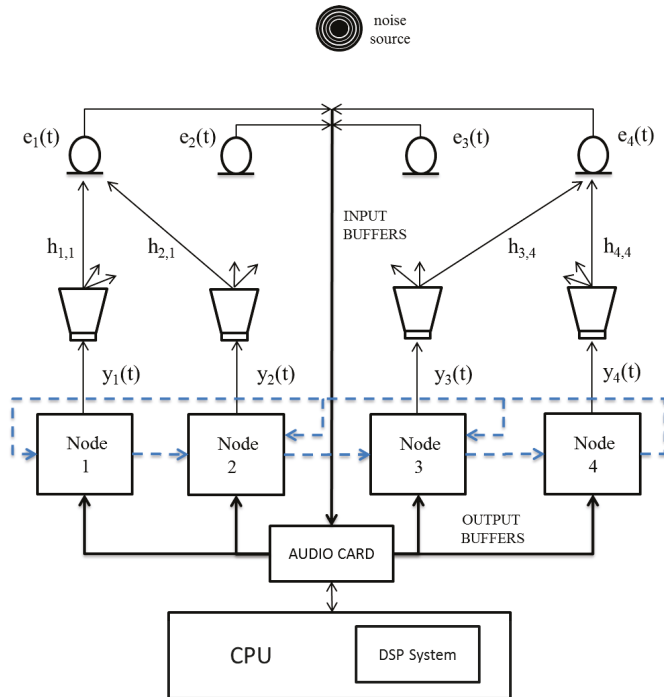 noise
source
e1(t)
e2(t)
e3(t)
e4(t)
INPUT
BUFFERS
h1,1
h2,1
h3,4
h4,4
y1(t)
y2(t)
y3(t)
y4(t)
Node
1
Node
2
Node
3
Node
4
OUTPUT
BUFFERS
AUDIO CARD
CPU
DSP System